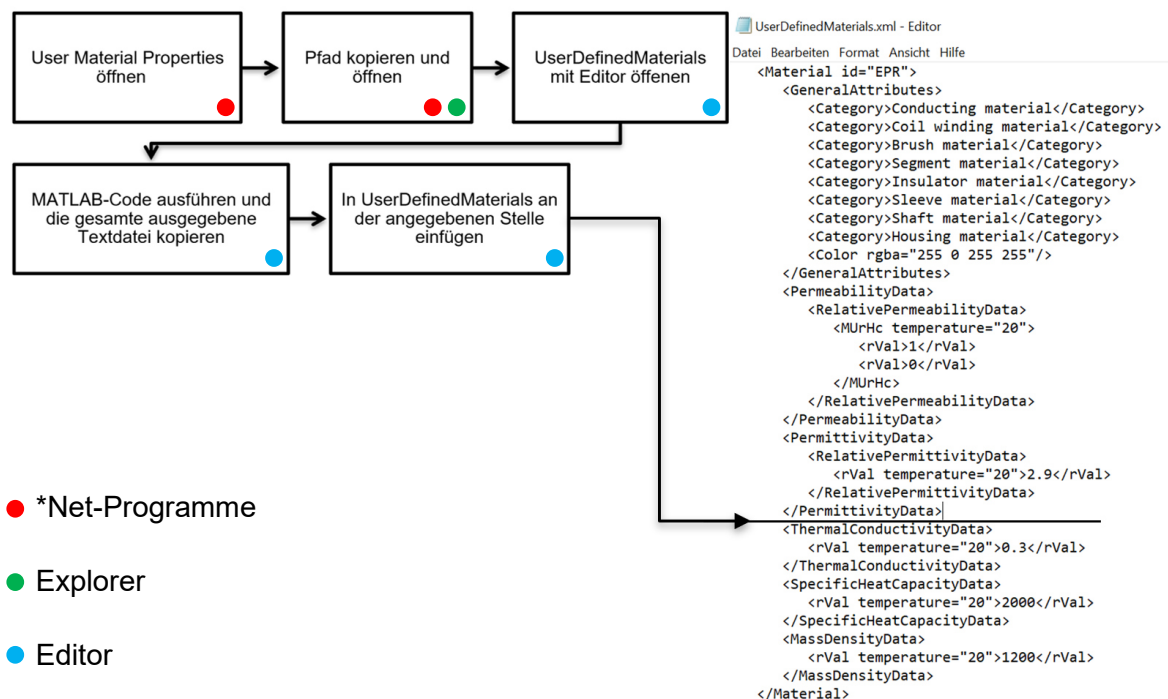 User Material Properties
öffnen
Pfad kopieren und
öffnen
UserDefinedMaterials
mit Editor öffenen
MATLAB-Code ausführen und
die gesamte ausgegebene
Textdatei kopieren
In UserDefinedMaterials an
der angegebenen Stelle
einfügen
*Net-Programme
Explorer
Editor
UserDefinedMaterials.xml - Editor
Datei Bearbeiten Format Ansicht Hilfe
<Material id="EPR">
<GeneralAttributes>
<Category>Conducting material</Category>
<Category>Coil winding material</Category>
<Category>Brush material</Category>
<Category>Segment material</Category>
<Category>Insulator material</Category>
<Category>Sleeve material</Category>
<Category>Shaft material</Category>
<Category>Housing material</Category>
<Color rgba="255 0 255 255"/>
</GeneralAttributes>
<PermeabilityData>
<RelativePermeabilityData>
<MUrHc temperature="20">
<rVal>1</rVal>
<rVal>0</rVal>
</MUrHc>
</RelativePermeabilityData>
</PermeabilityData>
<PermittivityData>
<RelativePermittivityData>
<rVal temperature="20">2.9</rVal>
</RelativePermittivityData>
</PermittivityData>
<ThermalConductivityData>
<rVal temperature="20">0.3</rVal>
</ThermalConductivityData>
<SpecificHeatCapacityData>
<rVal temperature="20">2000</rVal>
</SpecificHeatCapacityData>
<MassDensityData>
<rVal temperature="20">1200</rVal>
</MassDensityData>
</Material>